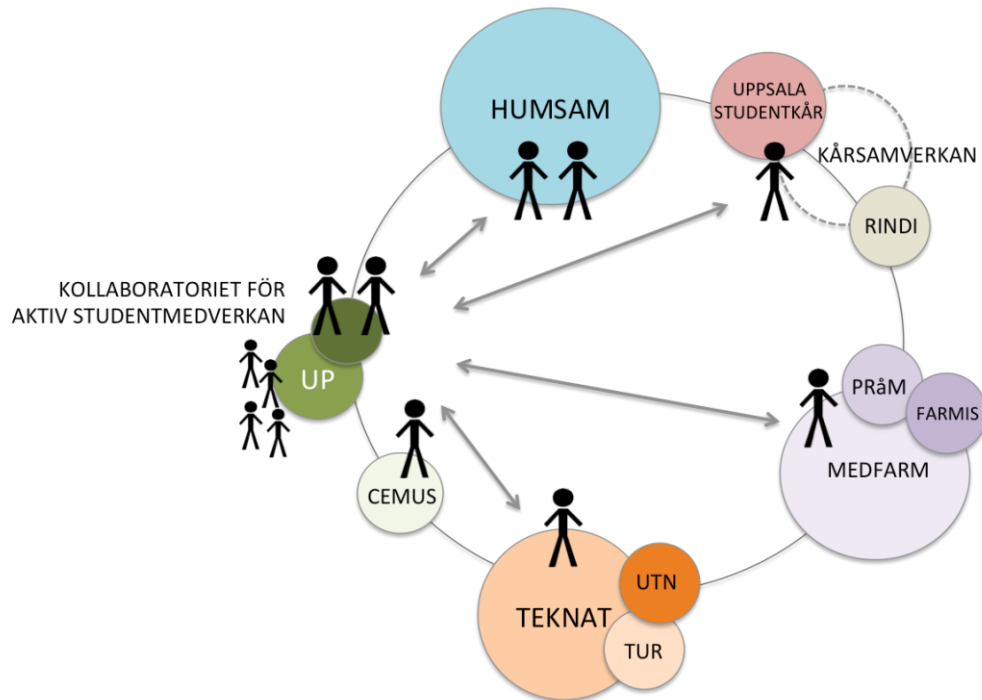 HUMSAM
UPPSALA
STUDENTKÅR
KÅRSAMVERKAN
RINDI
KOLLABORATORIET FÖR
AKTIV STUDENTMEDVERKAN
UP
PRåM
FARMIS
MEDFARM
CEMUS
UTN
TEKNAT
TUR